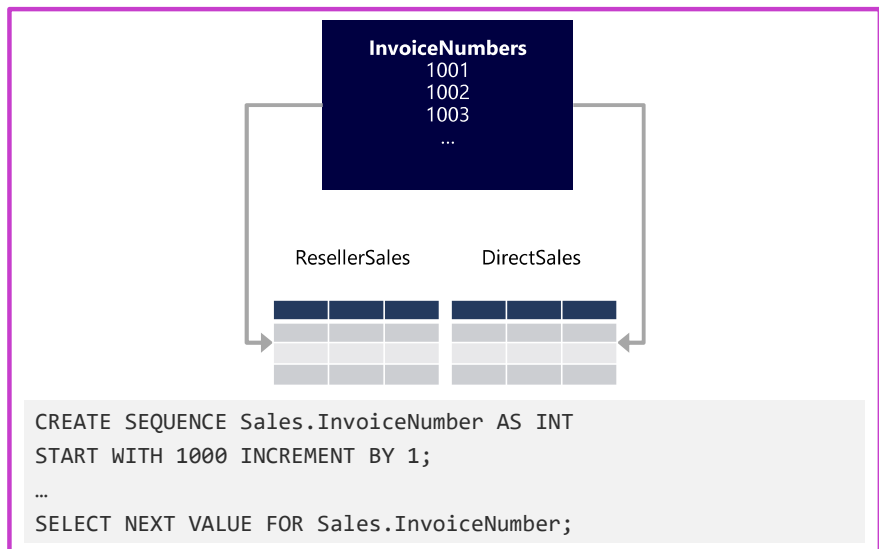 InvoiceNumbers
1001
1002
1003
...
ResellerSales DirectSales
CREATE SEQUENCE Sales.InvoiceNumber AS INT
START WITH 1000 INCREMENT BY 1;
…
SELECT NEXT VALUE FOR Sales.InvoiceNumber;